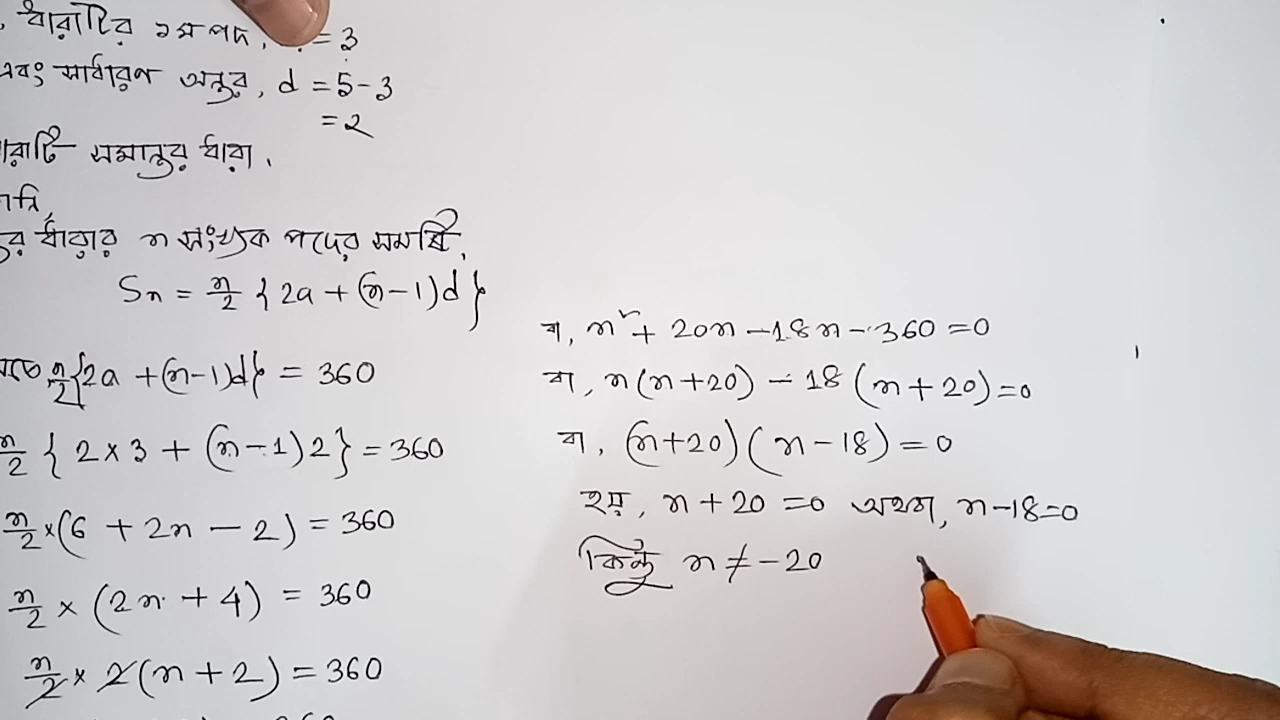 ধারাটির ১ম পদ, = 3
এবং সাধারণ অন্তর, d = 5-3
= 2
রাটি সমান্তর ধারা।
ধারার n সংখ্যক পদের সমষ্টি,
Sn = n/2 {2a + (n-1)d}
n/2{2a + (n-1)d} = 360
n/2 {2×3 + (n-1)2} = 360
n/2 ×(6 + 2n - 2) = 360
n/2 × (2n + 4) = 360
n/2 × 2(n + 2) = 360
বা, n² + 20n - 18n - 360 = 0
বা, n(n+20) - 18(n+20) = 0
বা, (n+20)(n-18) = 0
হয়, n + 20 = 0 অথবা, n-18=0
কিন্তু n ≠ -20